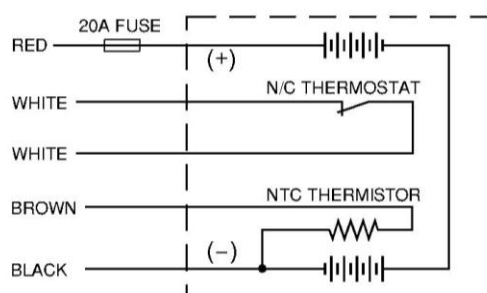 20A FUSE
RED
(+)
N/C THERMOSTAT
WHITE
WHITE
NTC THERMISTOR
BROWN
(−)
BLACK